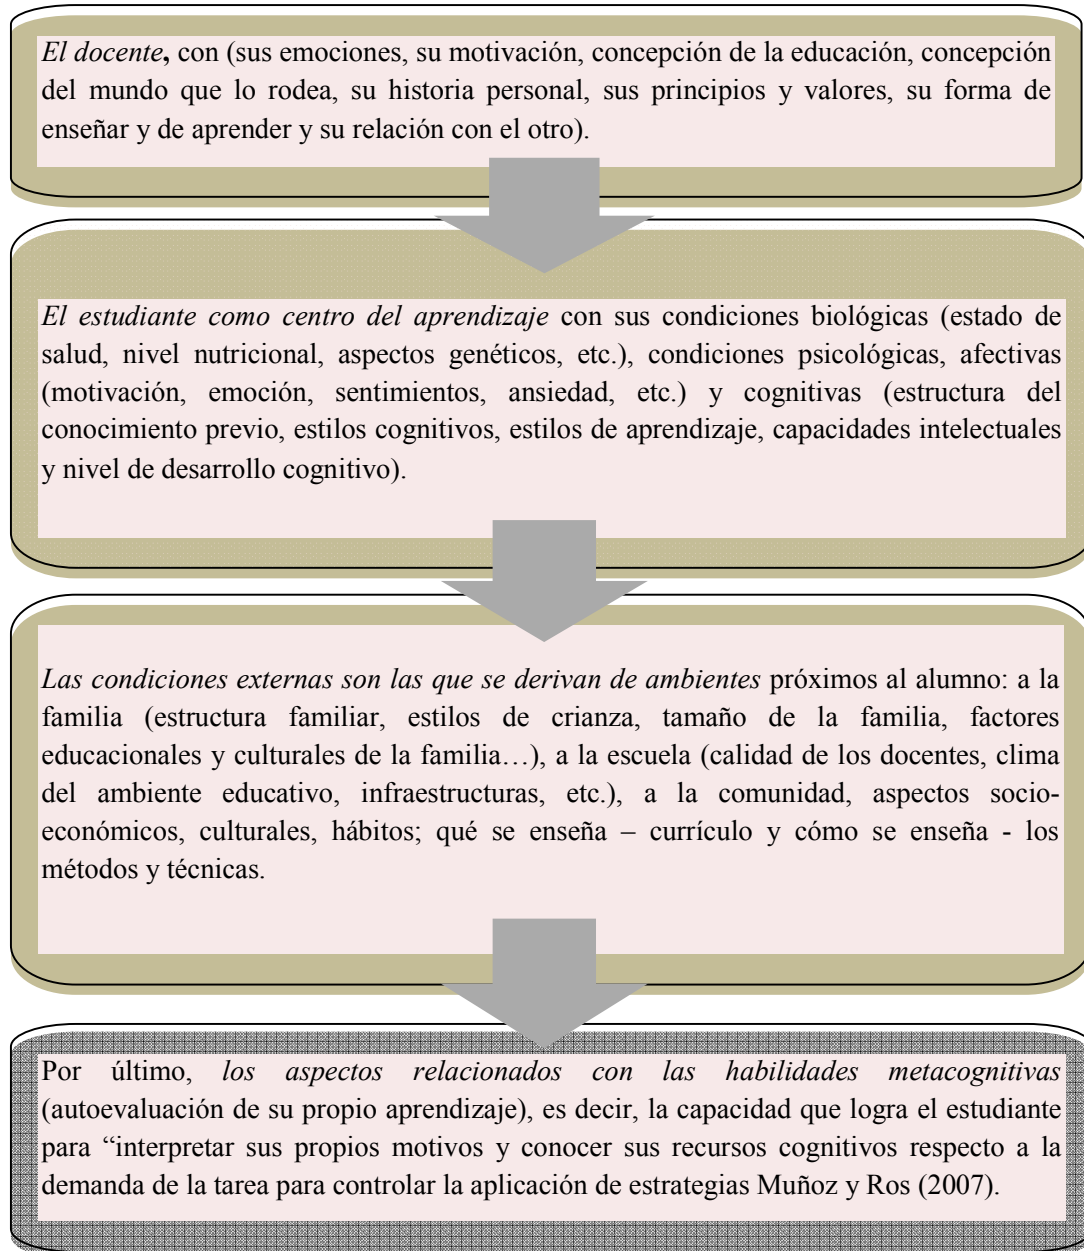 El docente, con (sus emociones, su motivación, concepción de la educación, concepción
del mundo que lo rodea, su historia personal, sus principios y valores, su forma de
enseñar y de aprender y su relación con el otro).
El estudiante como centro del aprendizaje con sus condiciones biológicas (estado de
salud, nivel nutricional, aspectos genéticos, etc.), condiciones psicológicas, afectivas
(motivación, emoción, sentimientos, ansiedad, etc.) y cognitivas (estructura del
conocimiento previo, estilos cognitivos, estilos de aprendizaje, capacidades intelectuales
y nivel de desarrollo cognitivo).
Las condiciones externas son las que se derivan de ambientes próximos al alumno: a la
familia (estructura familiar, estilos de crianza, tamaño de la familia, factores
educacionales y culturales de la familia…), a la escuela (calidad de los docentes, clima
del ambiente educativo, infraestructuras, etc.), a la comunidad, aspectos socio-
económicos, culturales, hábitos; qué se enseña – currículo y cómo se enseña - los
métodos y técnicas.
Por último, los aspectos relacionados con las habilidades metacognitivas
(autoevaluación de su propio aprendizaje), es decir, la capacidad que logra el estudiante
para “interpretar sus propios motivos y conocer sus recursos cognitivos respecto a la
demanda de la tarea para controlar la aplicación de estrategias Muñoz y Ros (2007).